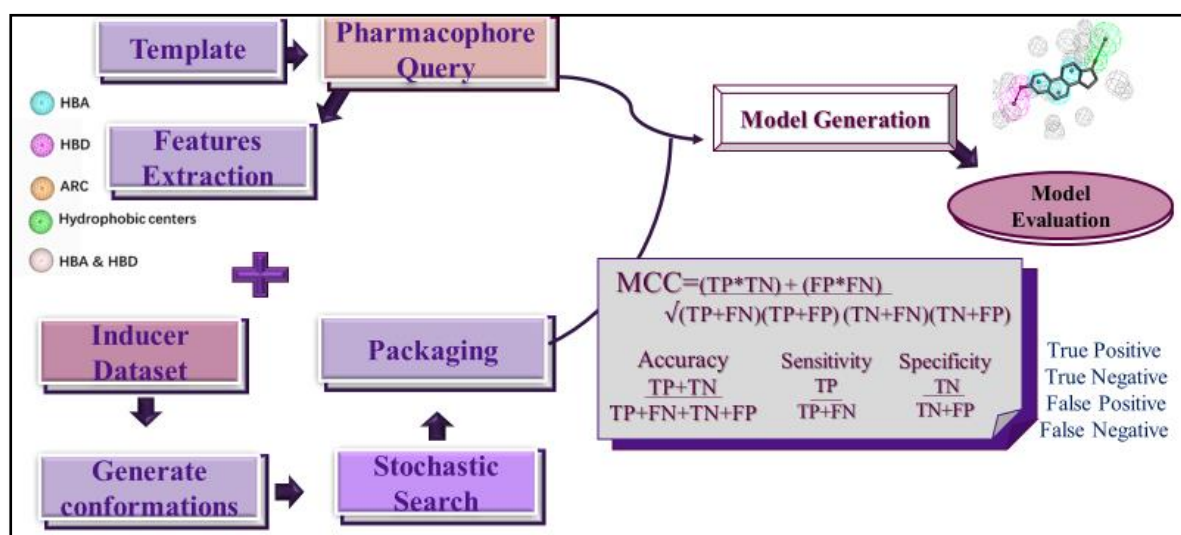 Template
Pharmacophore
Query
Features
Extraction
HBA
HBD
ARC
Hydrophobic centers
HBA & HBD
Model Generation
Model
Evaluation
Inducer
Dataset
Packaging
Generate
conformations
Stochastic
Search
MCC=(TP*TN) + (FP*FN)
√(TP+FN)(TP+FP) (TN+FN)(TN+FP)
Accuracy
TP+TN
TP+FN+TN+FP
Sensitivity
TP
TP+FN
Specificity
TN
TN+FP
True Positive
True Negative
False Positive
False Negative